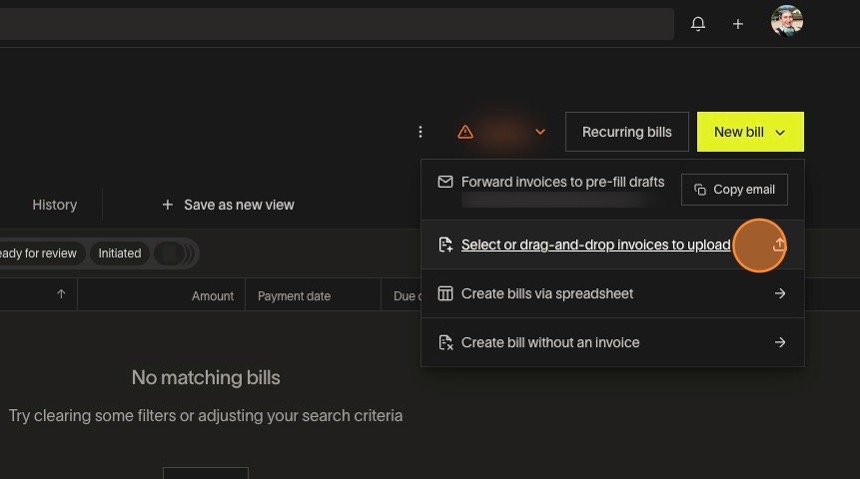 Recurring bills
New bill
Forward invoices to pre-fill drafts
Copy email
History
Save as new view
Select or drag-and-drop invoices to upload
eady for review
Initiated
Create bills via spreadsheet
Amount
Payment date
Due
Create bill without an invoice
No matching bills
Try clearing some filters or adjusting your search criteria